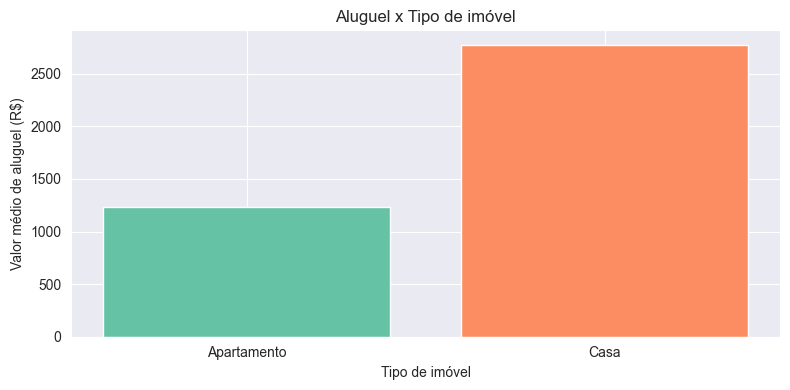 Aluguel x Tipo de imóvel
Valor médio de aluguel (R$)
2500
2000
1500
1000
500
0
Apartamento
Casa
Tipo de imóvel